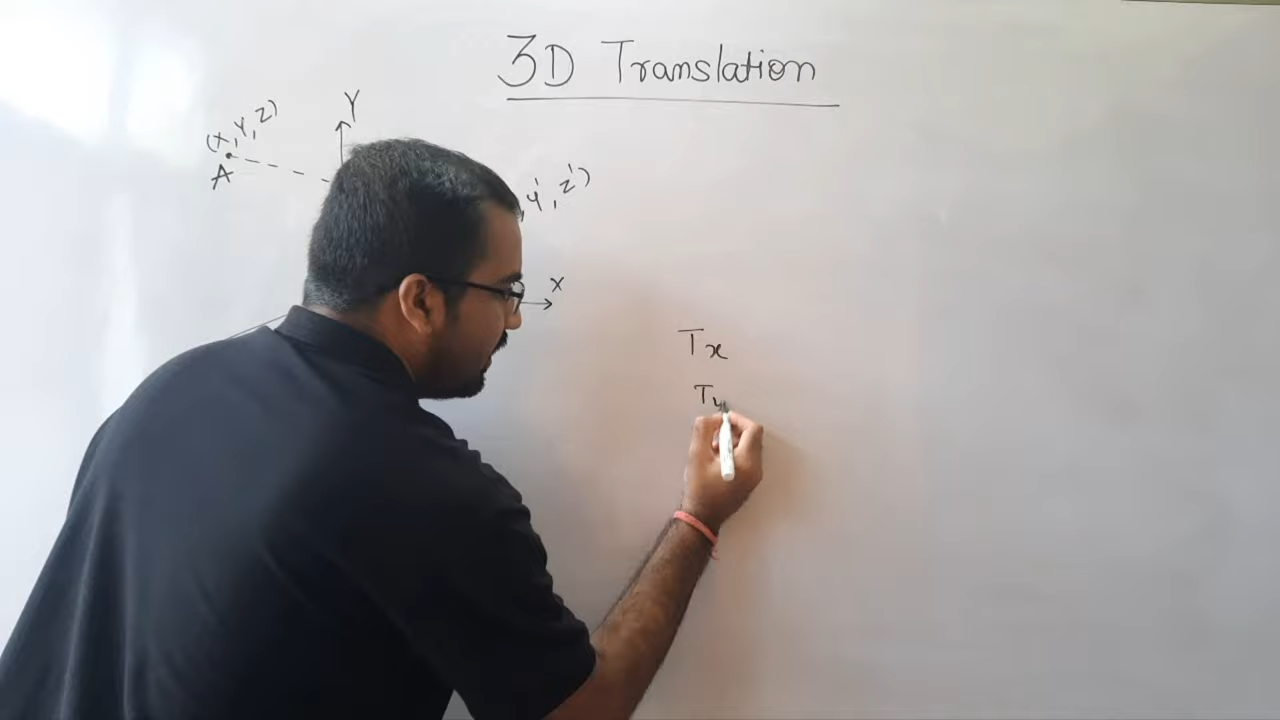 3D Translation
Y
(X, Y, Z)
A
, Y', Z')
X
Tx
Ty